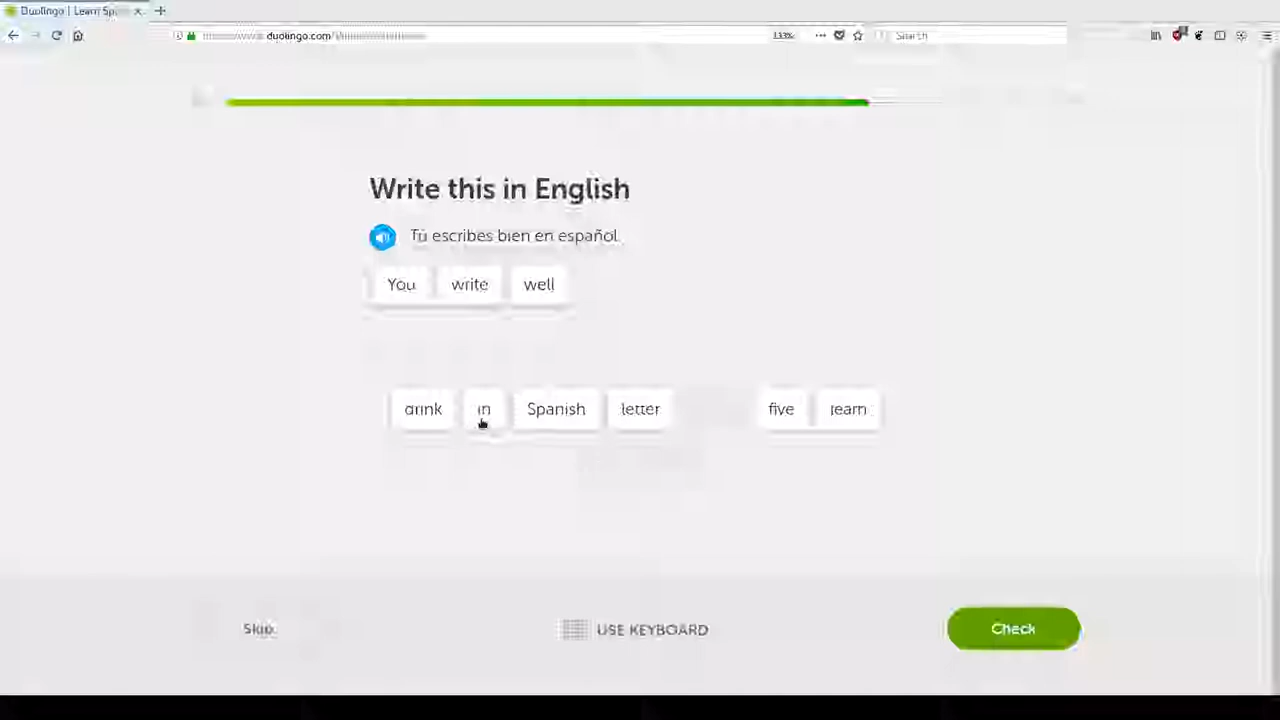 Duolingo | Learn Sp
duolingo.com
133%
Search
Write this in English
Tú escribes bien en español.
You write well
drink in Spanish letter five learn
Skip
USE KEYBOARD
Check